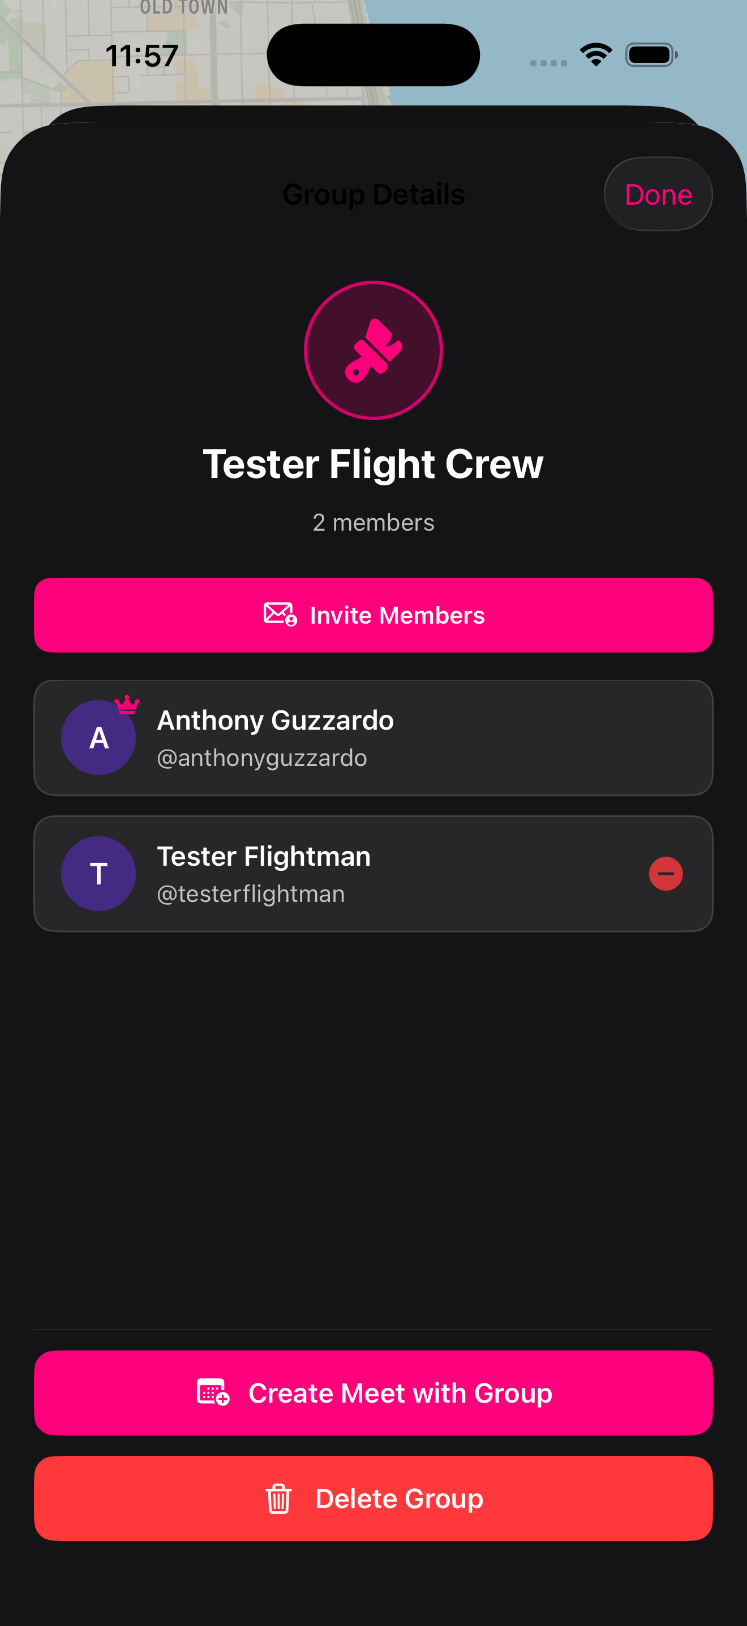 OLD TOWN
11:57
Group Details
Done
Tester Flight Crew
2 members
Invite Members
A
Anthony Guzzardo
@anthonyguzzardo
T
Tester Flightman
@testerflightman
Create Meet with Group
Delete Group